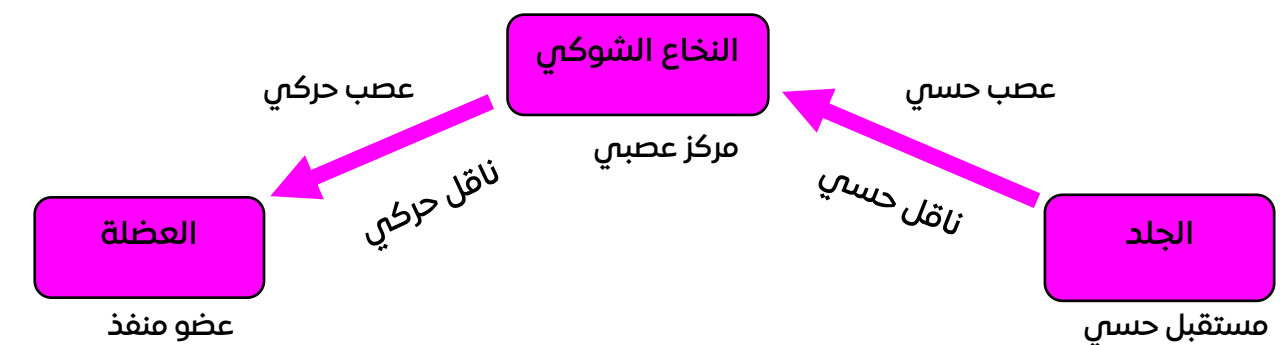 النخاع الشوكي
عصب حسي
عصب حركي
مركز عصبي
ناقل حسي
ناقل حركي
الجلد
العضلة
مستقبل حسي
عضو منفذ